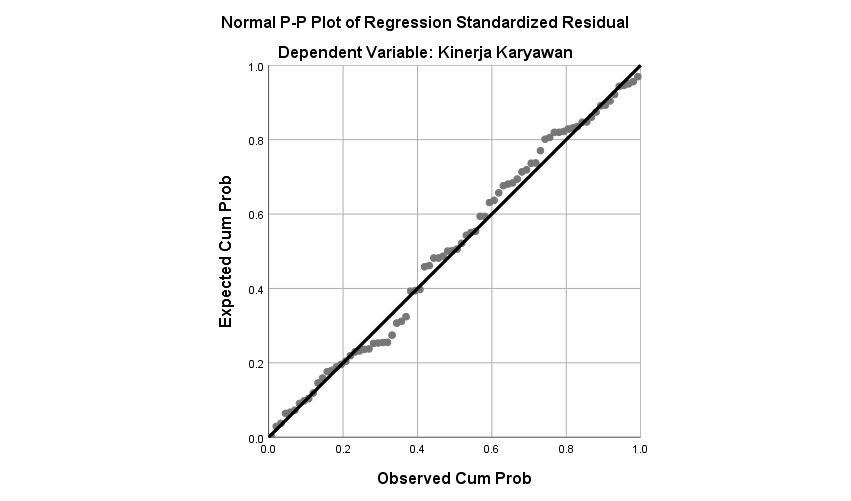 Normal P-P Plot of Regression Standardized Residual
Dependent Variable: Kinerja Karyawan
1.0
0.8
0.6
0.4
0.2
0.0
Expected Cum Prob
0.0 0.2 0.4 0.6 0.8 1.0
Observed Cum Prob